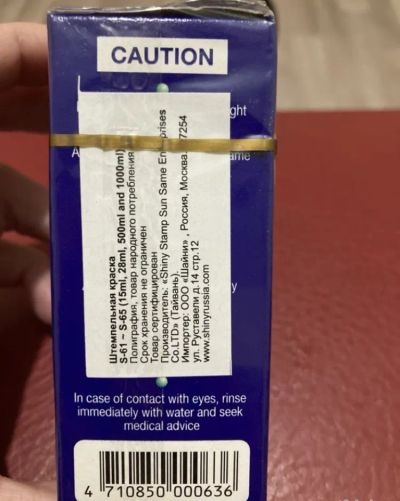 CAUTION
ght
A
ame
y
Штемпельная краска
S-61 ~ S-65 (15ml, 28ml, 500ml and 1000ml)
Полиграфия, товар народного потребления
Срок хранения не ограничен
Товар сертифицирован
Производитель: «Shiny Stamp Sun Same Enterprises
Co.LTD» (Тайвань).
Импортер: ООО «Шайни» , Россия, Москва. 7254
ул. Руставели д.14 стр.12
www.shinyrussia.com
In case of contact with eyes, rinse
immediately with water and seek
medical advice
4 710850 000636